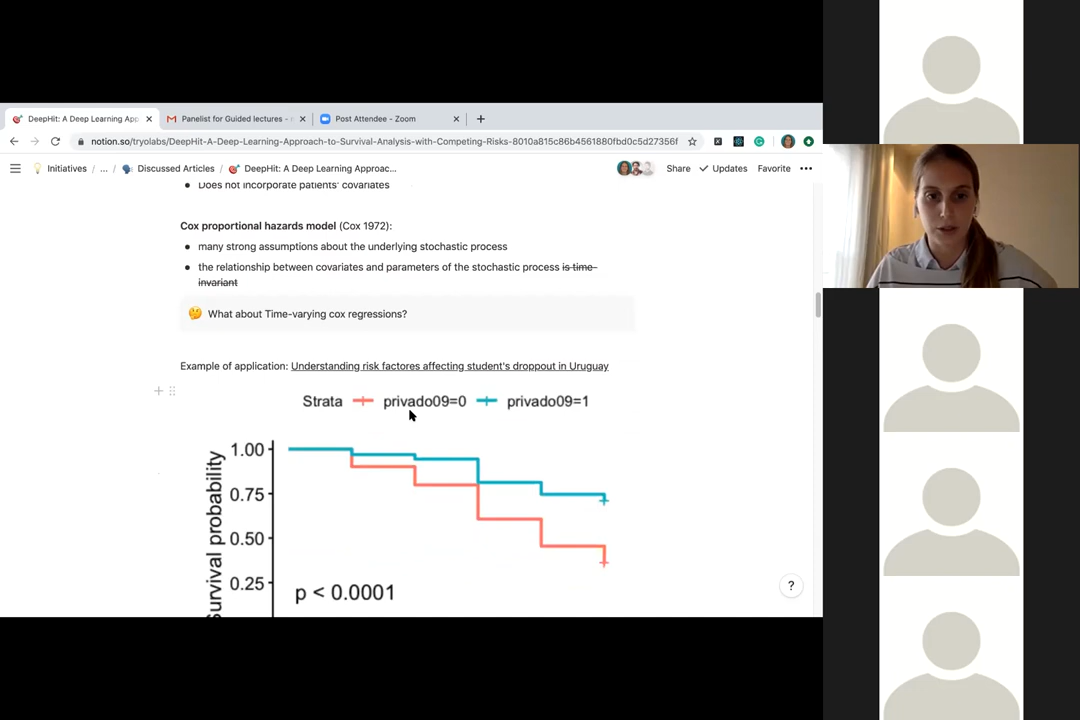 DeepHit: A Deep Learning App
Panelist for Guided lectures -
Post Attendee - Zoom
notion.so/tryolabs/DeepHit-A-Deep-Learning-Approach-to-Survival-Analysis-with-Competing-Risks-8010a815c86b4561880fbd0c5d27356f
Initiatives / ... / Discussed Articles / DeepHit: A Deep Learning Approac...
Share Updates Favorite
Does not incorporate patients' covariates
Cox proportional hazards model (Cox 1972):
many strong assumptions about the underlying stochastic process
the relationship between covariates and parameters of the stochastic process is time-
invariant
What about Time-varying cox regressions?
Example of application: Understanding risk factores affecting student's droppout in Uruguay
Strata privado09=0 privado09=1
Survival probability
1.00
0.75
0.50
0.25
p < 0.0001
?